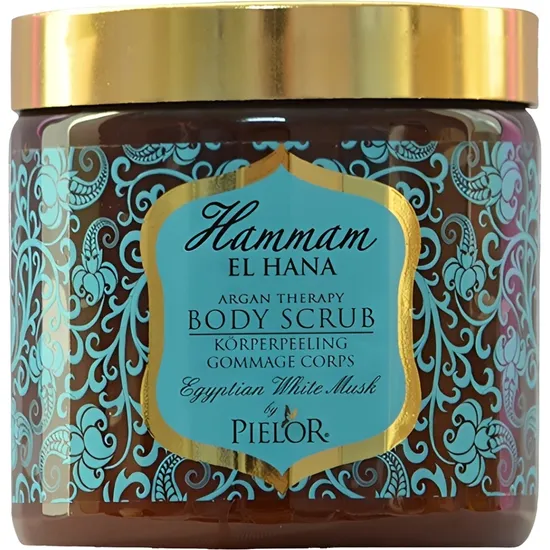 Hammam
EL HANA
ARGAN THERAPY
BODY SCRUB
KÖRPERPEELING
GOMMAGE CORPS
Egyptian White Musk
by
PIELOR®